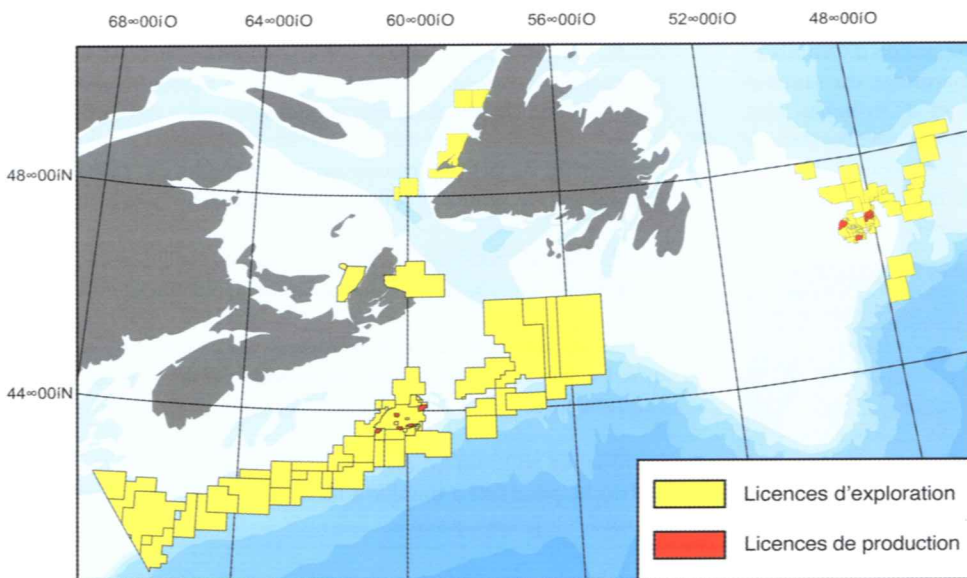 68∞00iO 64∞00iO 60∞00iO 56∞00iO 52∞00iO 48∞00iO
48∞00iN
44∞00iN
Licences d'exploration
Licences de production